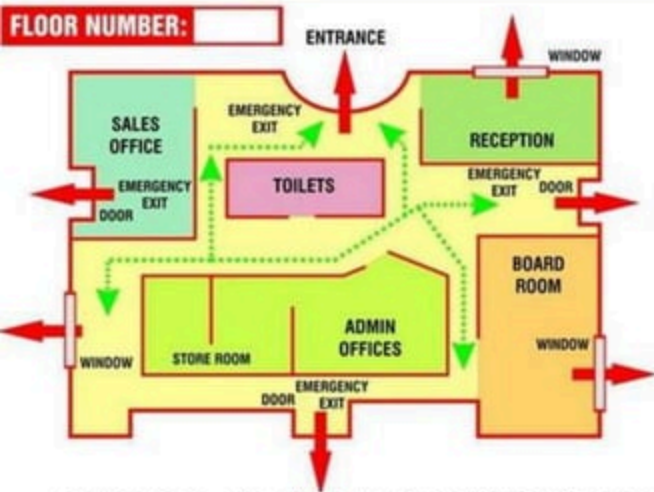 FLOOR NUMBER:
ENTRANCE
WINDOW
EMERGENCY
EXIT
SALES
OFFICE
RECEPTION
TOILETS
EMERGENCY
EXIT
DOOR
EMERGENCY
EXIT
DOOR
BOARD
ROOM
ADMIN
OFFICES
WINDOW
STORE ROOM
WINDOW
EMERGENCY
EXIT
DOOR